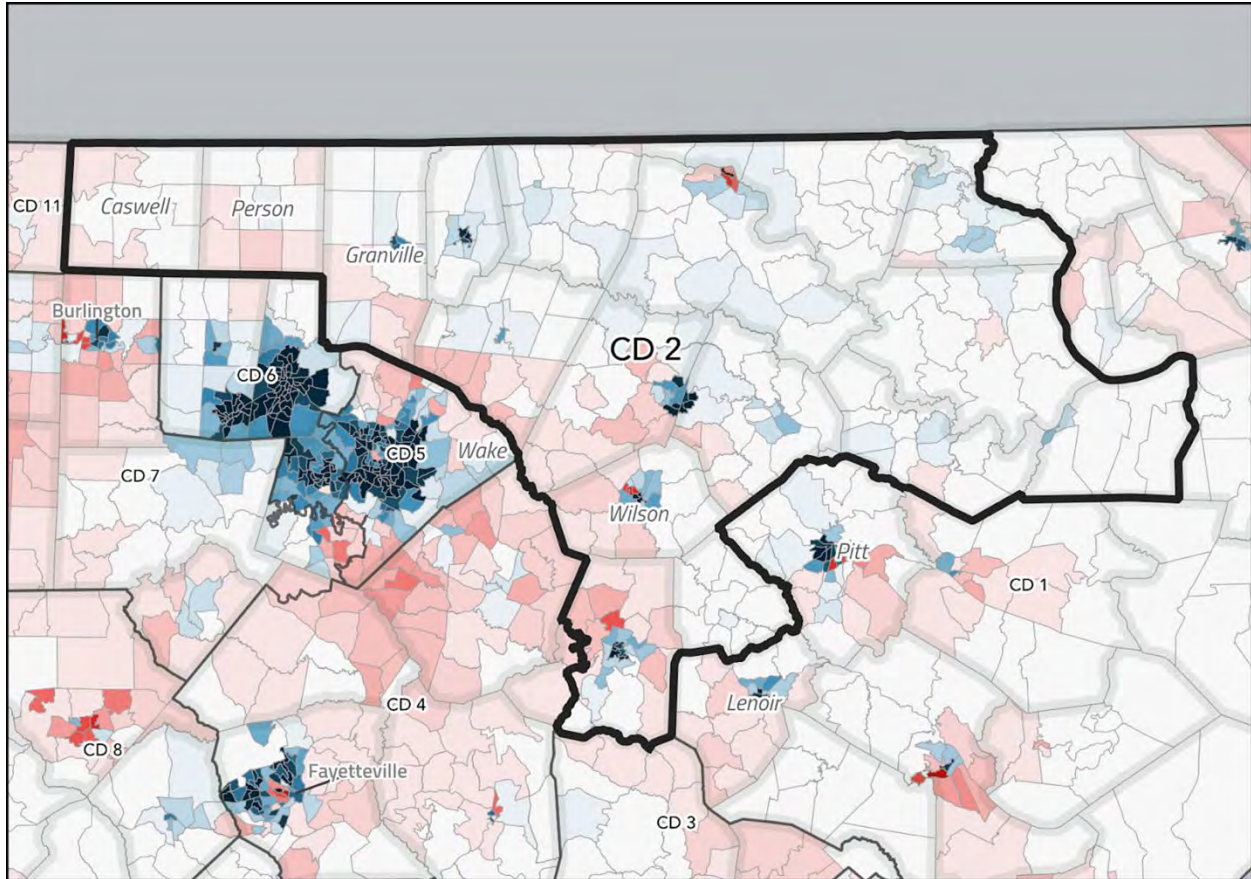 CD 11
Caswell
Person
Granville
Burlington
CD 2
CD 6
CD 5
Wake
CD 7
Wilson
Pitt
CD 1
Lenoir
CD 4
CD 8
Fayetteville
CD 3